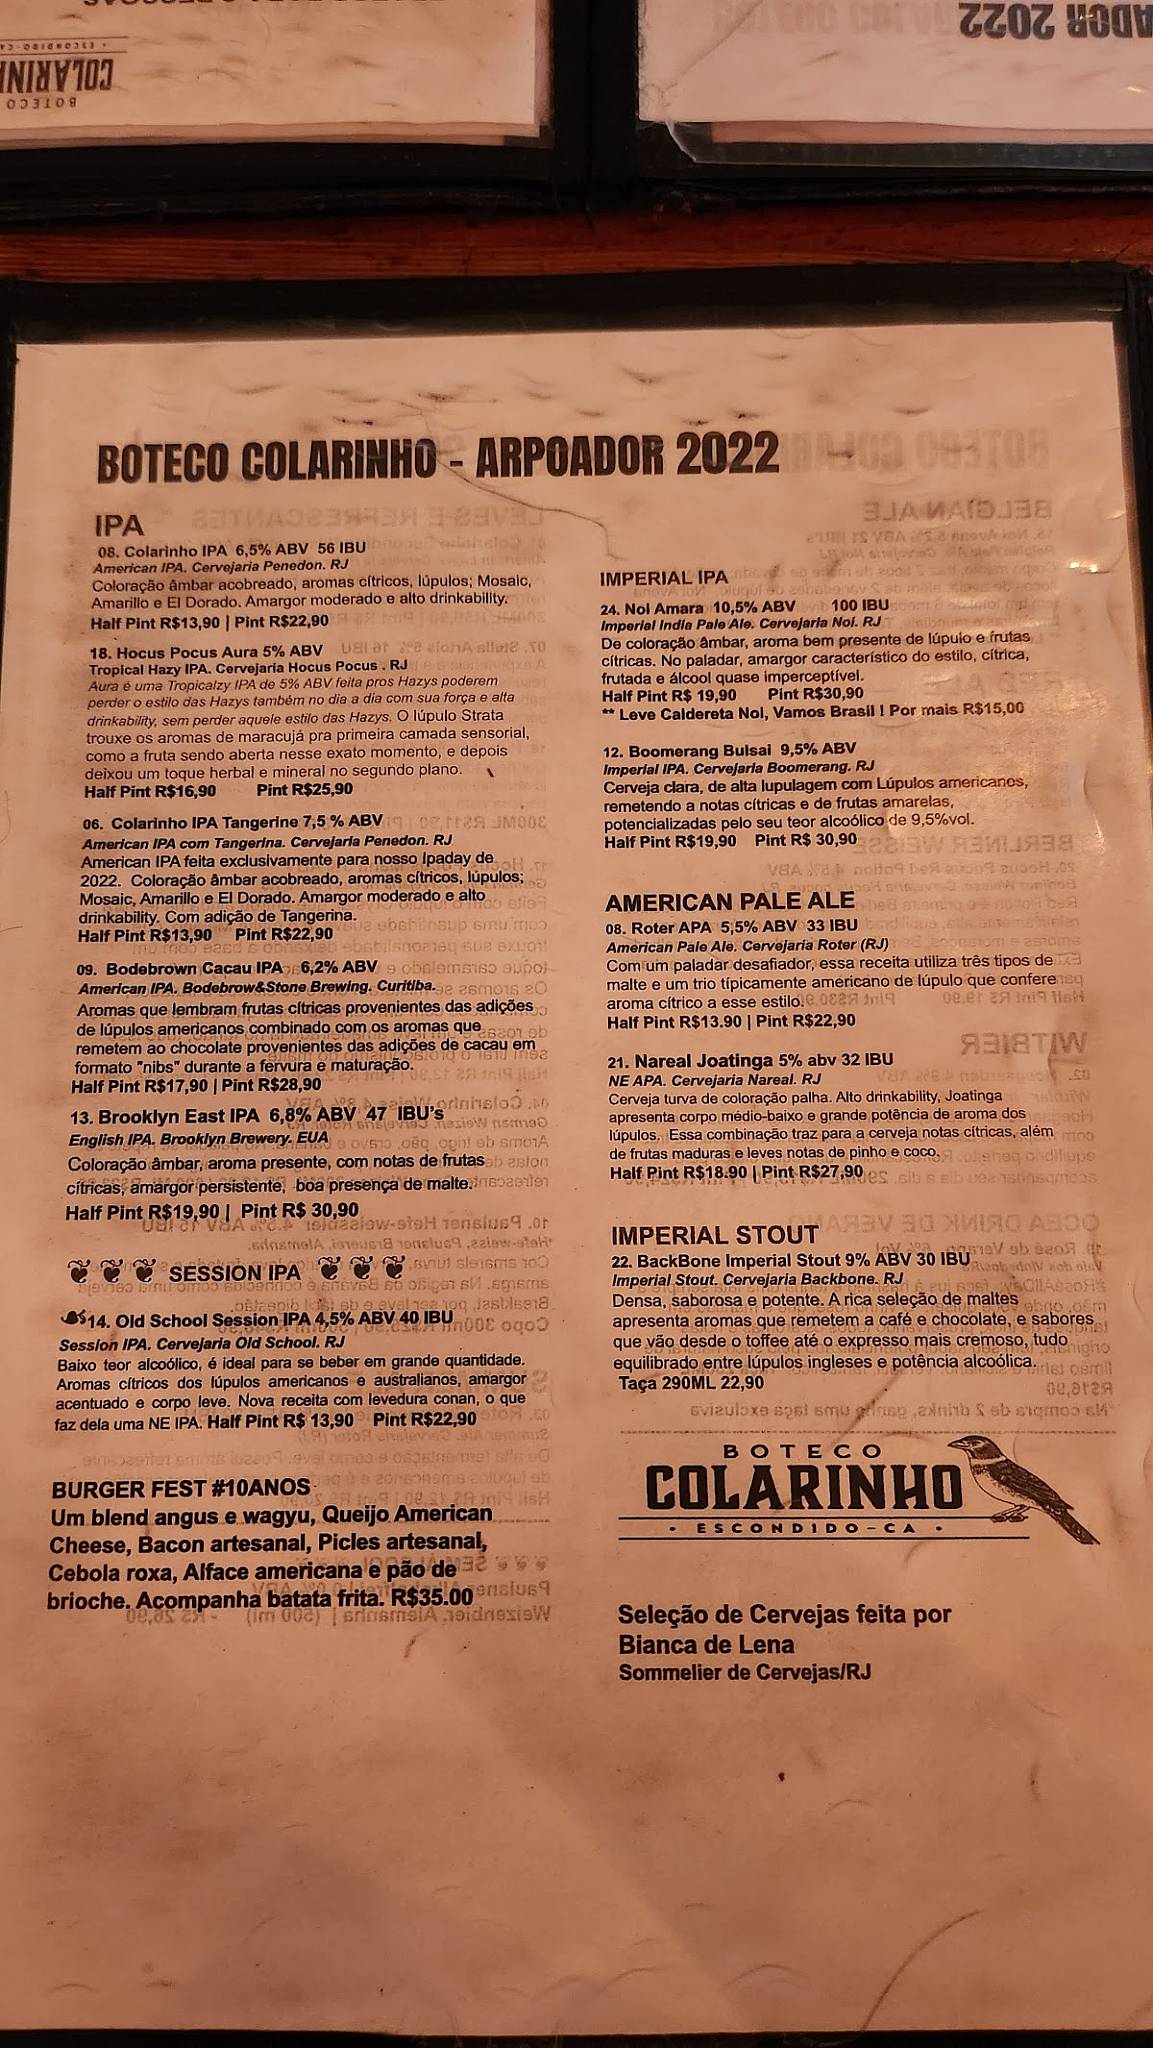 BOTECO COLARINHO - ARPOADOR 2022
IPA
08. Colarinho IPA 6,5% ABV 56 IBU
American IPA. Cervejaria Penedon. RJ
Coloração âmbar acobreado, aromas cítricos, lúpulos; Mosaic,
Amarillo e El Dorado. Amargor moderado e alto drinkability.
Half Pint R$13,90 | Pint R$22,90
18. Hocus Pocus Aura 5% ABV
Tropical Hazy IPA. Cervejaria Hocus Pocus . RJ
Aura é uma Tropicalzy IPA de 5% ABV feita pros Hazys poderem
perder o estilo das Hazys também no dia a dia com sua força e alta
drinkability, sem perder aquele estilo das Hazys. O lúpulo Strata
trouxe os aromas de maracujá pra primeira camada sensorial,
como a fruta sendo aberta nesse exato momento, e depois
deixou um toque herbal e mineral no segundo plano.
Half Pint R$16,90 Pint R$25,90
06. Colarinho IPA Tangerine 7,5 % ABV
American IPA com Tangerina. Cervejaria Penedon. RJ
American IPA feita exclusivamente para nosso Ipaday de
2022. Coloração âmbar acobreado, aromas cítricos, lúpulos;
Mosaic, Amarillo e El Dorado. Amargor moderado e alto
drinkability. Com adição de Tangerina.
Half Pint R$13,90 Pint R$22,90
09. Bodebrown Cacau IPA 6,2% ABV
American IPA. Bodebrow&Stone Brewing. Curitiba.
Aromas que lembram frutas cítricas provenientes das adições
de lúpulos americanos combinado com os aromas que
remetem ao chocolate provenientes das adições de cacau em
formato "nibs" durante a fervura e maturação.
Half Pint R$17,90 | Pint R$28,90
13. Brooklyn East IPA 6,8% ABV 47 IBU's
English IPA. Brooklyn Brewery. EUA
Coloração âmbar, aroma presente, com notas de frutas
cítricas, amargor persistente, boa presença de malte.
Half Pint R$19,90 | Pint R$ 30,90
SESSION IPA
14. Old School Session IPA 4,5% ABV 40 IBU
Session IPA. Cervejaria Old School. RJ
Baixo teor alcoólico, é ideal para se beber em grande quantidade.
Aromas cítricos dos lúpulos americanos e australianos, amargor
acentuado e corpo leve. Nova receita com levedura conan, o que
faz dela uma NE IPA. Half Pint R$ 13,90 Pint R$22,90
BURGER FEST #10ANOS
Um blend angus e wagyu, Queijo American
Cheese, Bacon artesanal, Picles artesanal,
Cebola roxa, Alface americana e pão de
brioche. Acompanha batata frita. R$35.00
IMPERIAL IPA
24. Noi Amara 10,5% ABV 100 IBU
Imperial India Pale Ale. Cervejaria Noi. RJ
De coloração âmbar, aroma bem presente de lúpulo e frutas
cítricas. No paladar, amargor característico do estilo, cítrica,
frutada e álcool quase imperceptível.
Half Pint R$ 19,90 Pint R$30,90
** Leve Caldereta Noi, Vamos Brasil ! Por mais R$15,00
12. Boomerang Bulsai 9,5% ABV
Imperial IPA. Cervejaria Boomerang. RJ
Cerveja clara, de alta lupulagem com Lúpulos americanos,
remetendo a notas cítricas e de frutas amarelas,
potencializadas pelo seu teor alcoólico de 9,5%vol.
Half Pint R$19,90 Pint R$ 30,90
AMERICAN PALE ALE
08. Roter APA 5,5% ABV 33 IBU
American Pale Ale. Cervejaria Roter (RJ)
Com um paladar desafiador, essa receita utiliza três tipos de
malte e um trio típicamente americano de lúpulo que confere
aroma cítrico a esse estilo.
Half Pint R$13.90 | Pint R$22,90
21. Nareal Joatinga 5% abv 32 IBU
NE APA. Cervejaria Nareal. RJ
Cerveja turva de coloração palha. Alto drinkability, Joatinga
apresenta corpo médio-baixo e grande potência de aroma dos
lúpulos. Essa combinação traz para a cerveja notas cítricas, além
de frutas maduras e leves notas de pinho e coco.
Half Pint R$18.90 | Pint R$27,90
IMPERIAL STOUT
22. BackBone Imperial Stout 9% ABV 30 IBU
Imperial Stout. Cervejaria Backbone. RJ
Densa, saborosa e potente. A rica seleção de maltes
apresenta aromas que remetem a café e chocolate, e sabores
que vão desde o toffee até o expresso mais cremoso, tudo
equilibrado entre lúpulos ingleses e potência alcoólica.
Taça 290ML 22,90
BOTECO
COLARINHO
• ESCONDIDO-CA •
Seleção de Cervejas feita por
Bianca de Lena
Sommelier de Cervejas/RJ